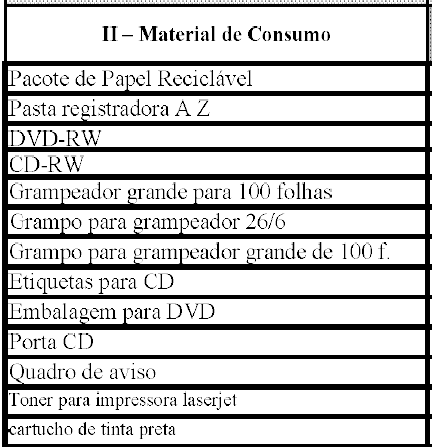 II – Material de Consumo
Pacote de Papel Reciclável
Pasta registradora A Z
DVD-RW
CD-RW
Grampeador grande para 100 folhas
Grampo para grampeador 26/6
Grampo para grampeador grande de 100 f.
Etiquetas para CD
Embalagem para DVD
Porta CD
Quadro de aviso
Toner para impressora laserjet
cartucho de tinta preta